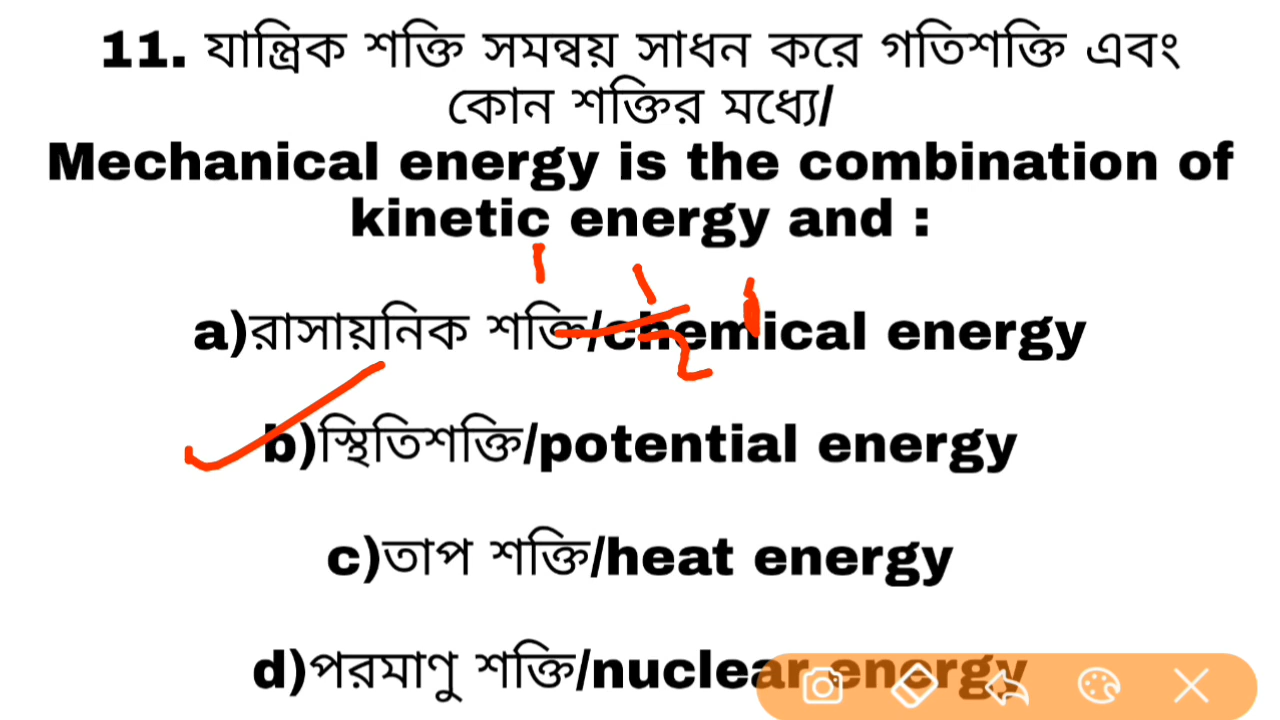 11. যান্ত্রিক শক্তি সমন্বয় সাধন করে গতিশক্তি এবং
কোন শক্তির মধ্যে/
Mechanical energy is the combination of
kinetic energy and :
a)রাসায়নিক শক্তি/chemical energy
b)স্থিতিশক্তি/potential energy
c)তাপ শক্তি/heat energy
d)পরমাণু শক্তি/nuclear energy